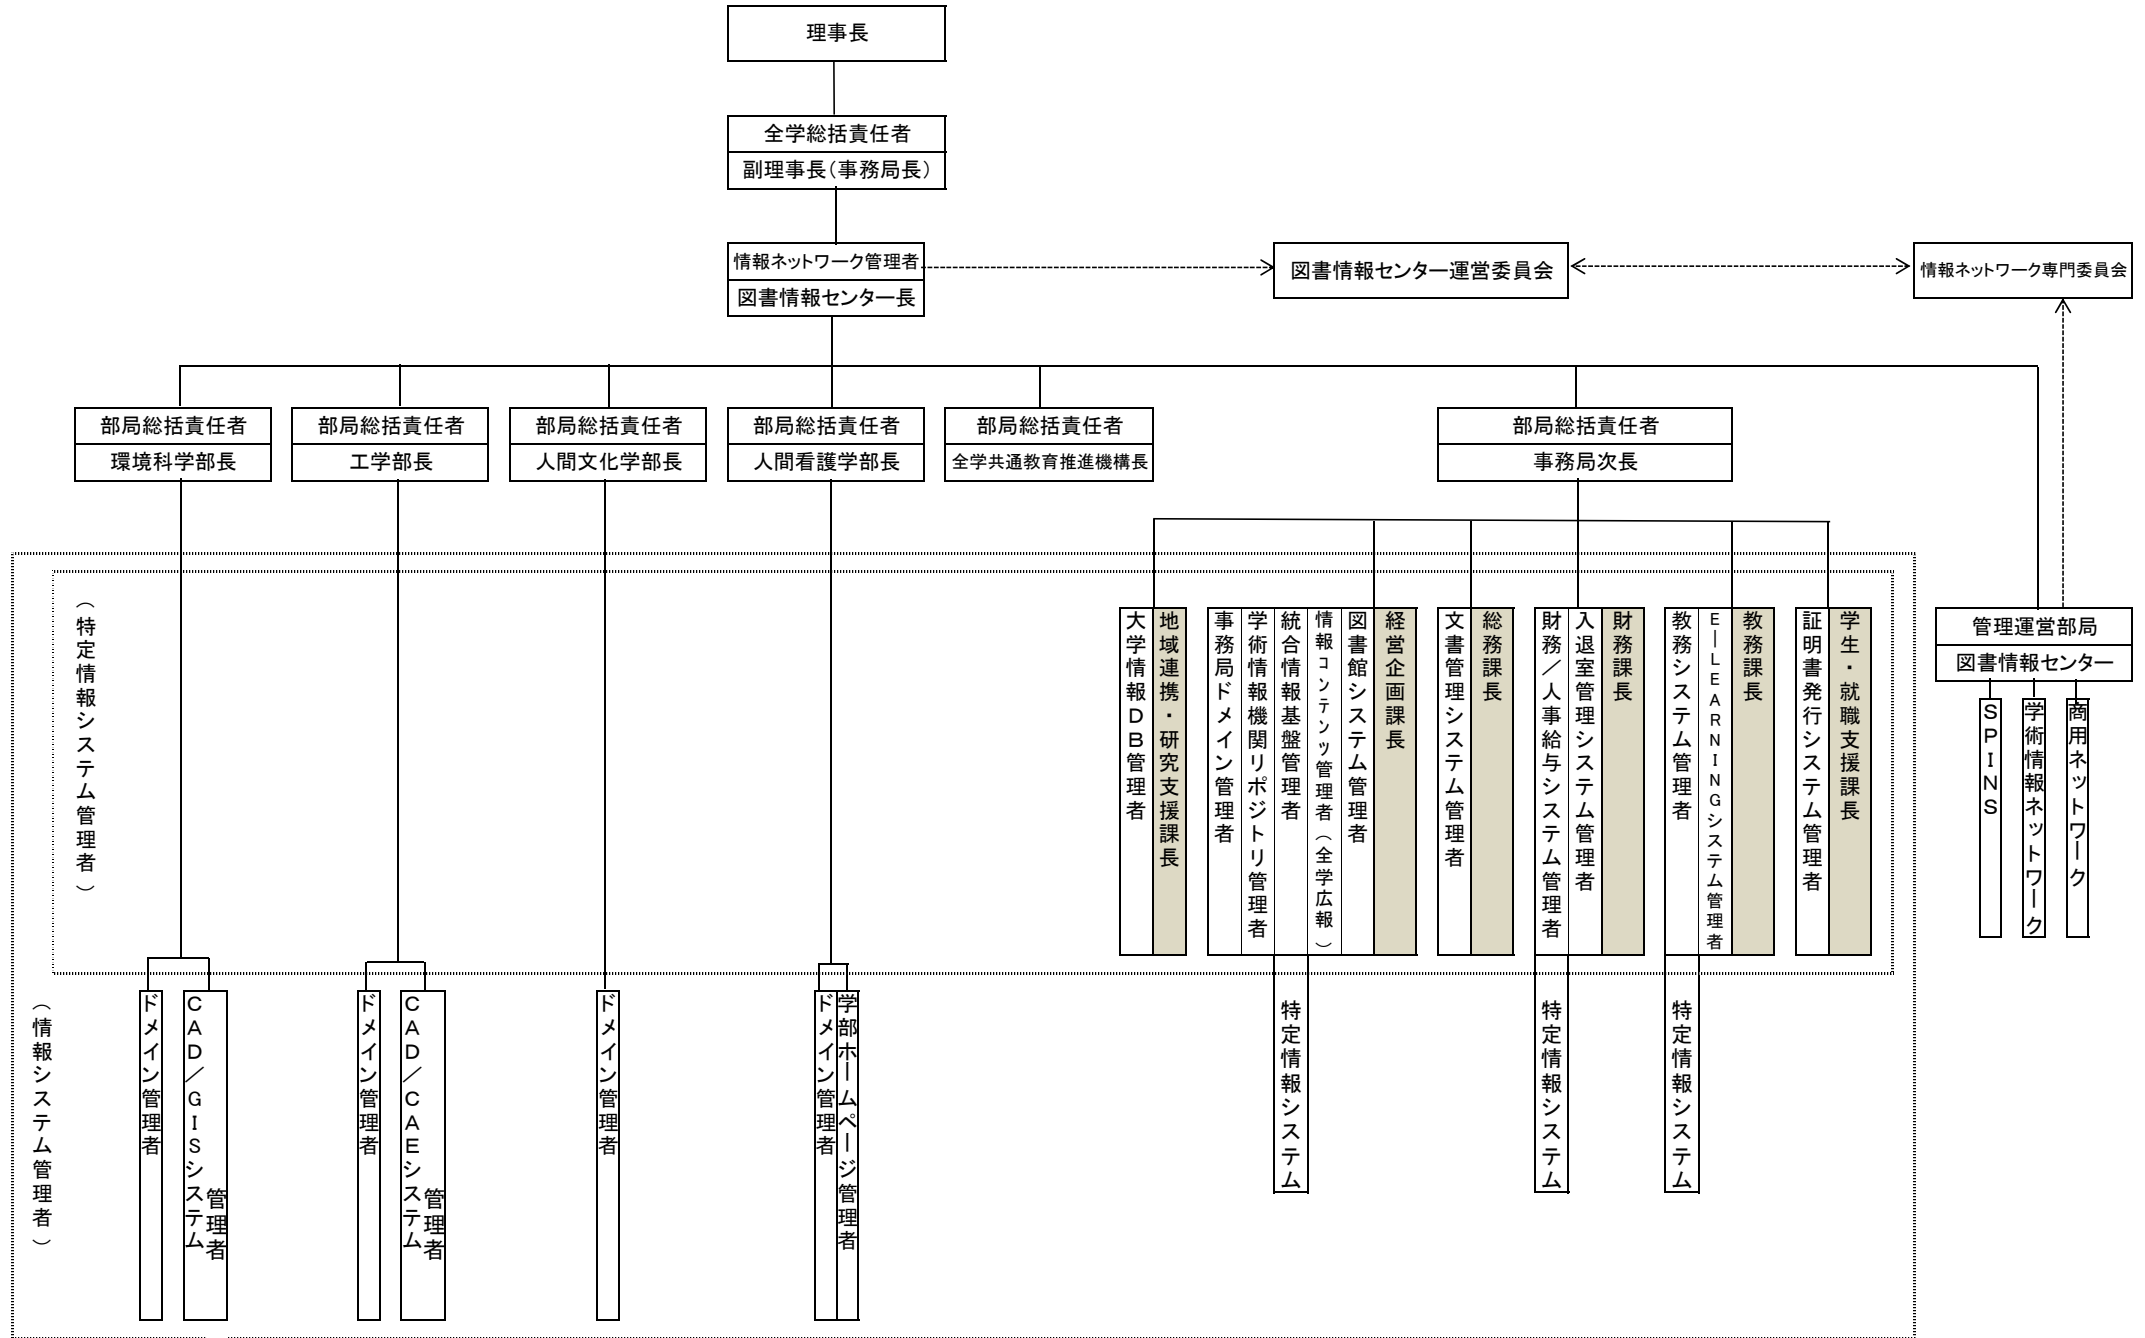 理事長
全学総括責任者
副理事長（事務局長）
情報ネットワーク管理者
図書情報センター長
図書情報センター運営委員会
情報ネットワーク専門委員会
部局総括責任者
環境科学部長
部局総括責任者
工学部長
部局総括責任者
人間文化学部長
部局総括責任者
人間看護学部長
部局総括責任者
全学共通教育推進機構長
部局総括責任者
事務局次長
（特定情報システム管理者）
大学情報ＤＢ管理者
地域連携・研究支援課長
事務局ドメイン管理者
学術情報機関リポジトリ管理者
統合情報基盤管理者
情報コンテンツ管理者（全学広報）
図書館システム管理者
経営企画課長
文書管理システム管理者
総務課長
財務／人事給与システム管理者
入退室管理システム管理者
財務課長
教務システム管理者
E―LEARNINGシステム管理者
教務課長
証明書発行システム管理者
学生・就職支援課長
管理運営部局
図書情報センター
ＳＰＩＮＳ
学術情報ネットワーク
商用ネットワーク
（情報システム管理者）
ドメイン管理者
ＣＡＤ／ＧＩＳシステム
管理者
ドメイン管理者
ＣＡＤ／ＣＡＥシステム
管理者
ドメイン管理者
ドメイン管理者
学部ホームページ管理者
特定情報システム
特定情報システム
特定情報システム